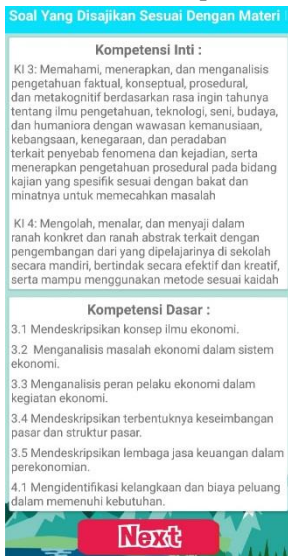 Soal Yang Disajikan Sesuai Dengan Materi
Kompetensi Inti :
KI 3: Memahami, menerapkan, dan menganalisis
pengetahuan faktual, konseptual, prosedural,
dan metakognitif berdasarkan rasa ingin tahunya
tentang ilmu pengetahuan, teknologi, seni, budaya,
dan humaniora dengan wawasan kemanusiaan,
kebangsaan, kenegaraan, dan peradaban
terkait penyebab fenomena dan kejadian, serta
menerapkan pengetahuan prosedural pada bidang
kajian yang spesifik sesuai dengan bakat dan
minatnya untuk memecahkan masalah
KI 4: Mengolah, menalar, dan menyaji dalam
ranah konkret dan ranah abstrak terkait dengan
pengembangan dari yang dipelajarinya di sekolah
secara mandiri, bertindak secara efektif dan kreatif,
serta mampu menggunakan metode sesuai kaidah
Kompetensi Dasar :
3.1 Mendeskripsikan konsep ilmu ekonomi.
3.2 Menganalisis masalah ekonomi dalam sistem
ekonomi.
3.3 Menganalisis peran pelaku ekonomi dalam
kegiatan ekonomi.
3.4 Mendeskripsikan terbentuknya keseimbangan
pasar dan struktur pasar.
3.5 Mendeskripsikan lembaga jasa keuangan dalam
perekonomian.
4.1 Mengidentifikasi kelangkaan dan biaya peluang
dalam memenuhi kebutuhan.
Next